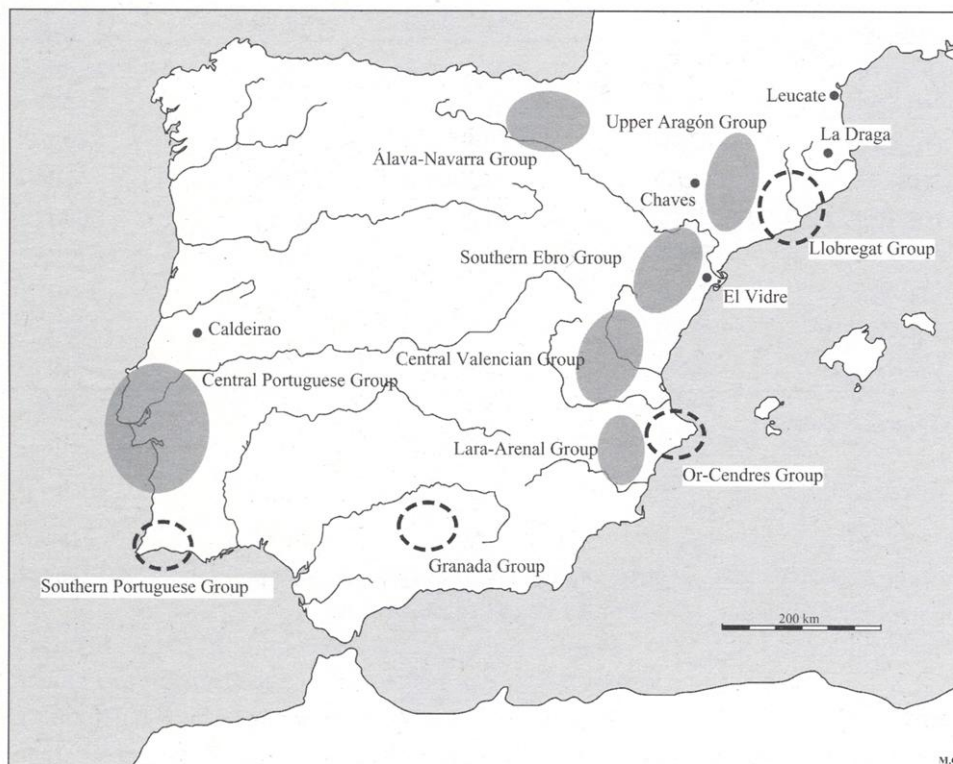 Leucate
Upper Aragón Group
La Draga
Álava-Navarra Group
Chaves
Llobregat Group
Southern Ebro Group
El Vidre
Caldeirao
Central Valencian Group
Central Portuguese Group
Lara-Arenal Group
Or-Cendres Group
Granada Group
Southern Portuguese Group
200 km